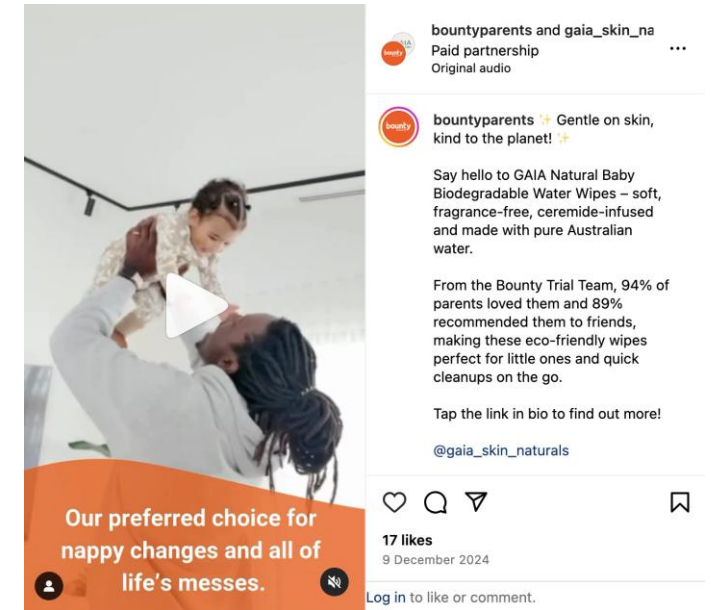 Our preferred choice for
nappy changes and all of
life's messes.
bounty
bountyparents and gaia_skin_na
Paid partnership
Original audio
bounty
bountyparents ✨ Gentle on skin,
kind to the planet! ✨
Say hello to GAIA Natural Baby
Biodegradable Water Wipes – soft,
fragrance-free, ceremide-infused
and made with pure Australian
water.
From the Bounty Trial Team, 94% of
parents loved them and 89%
recommended them to friends,
making these eco-friendly wipes
perfect for little ones and quick
cleanups on the go.
Tap the link in bio to find out more!
@gaia_skin_naturals
17 likes
9 December 2024
Log in to like or comment.